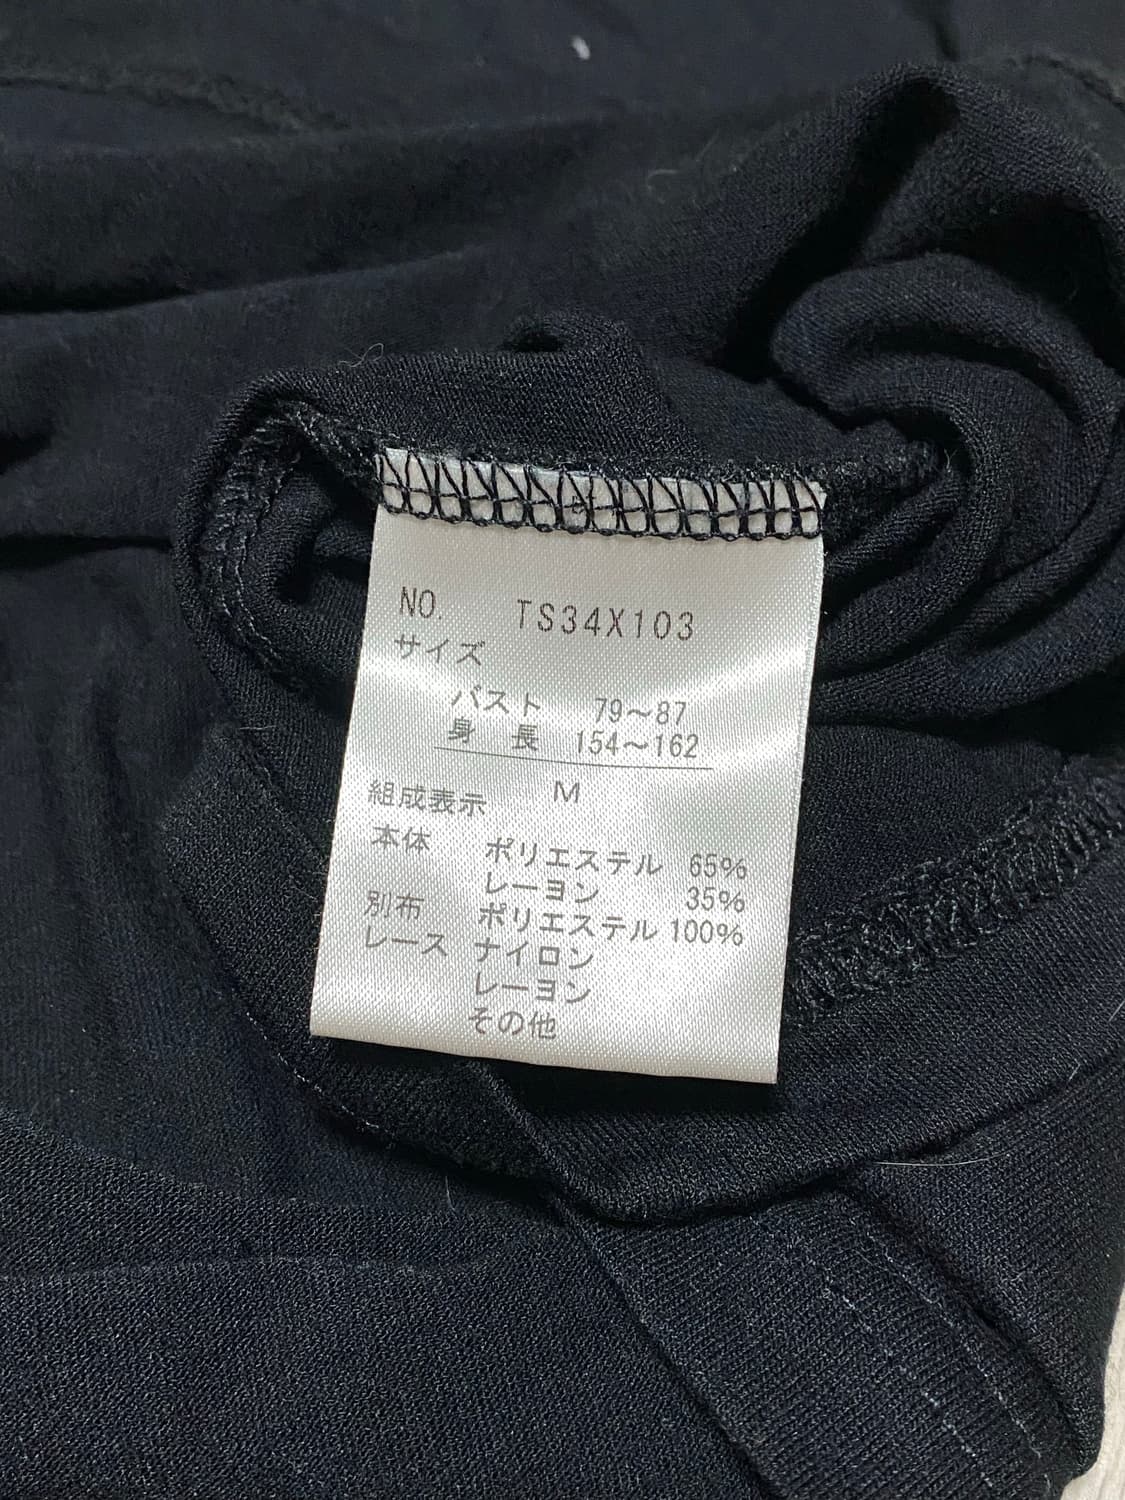 NO. TS34X103
サイズ
バスト 79～87
身 長 154～162
M
組成表示
本体 ポリエステル 65%
レーヨン 35%
別布 ポリエステル 100%
レース ナイロン
レーヨン
その他